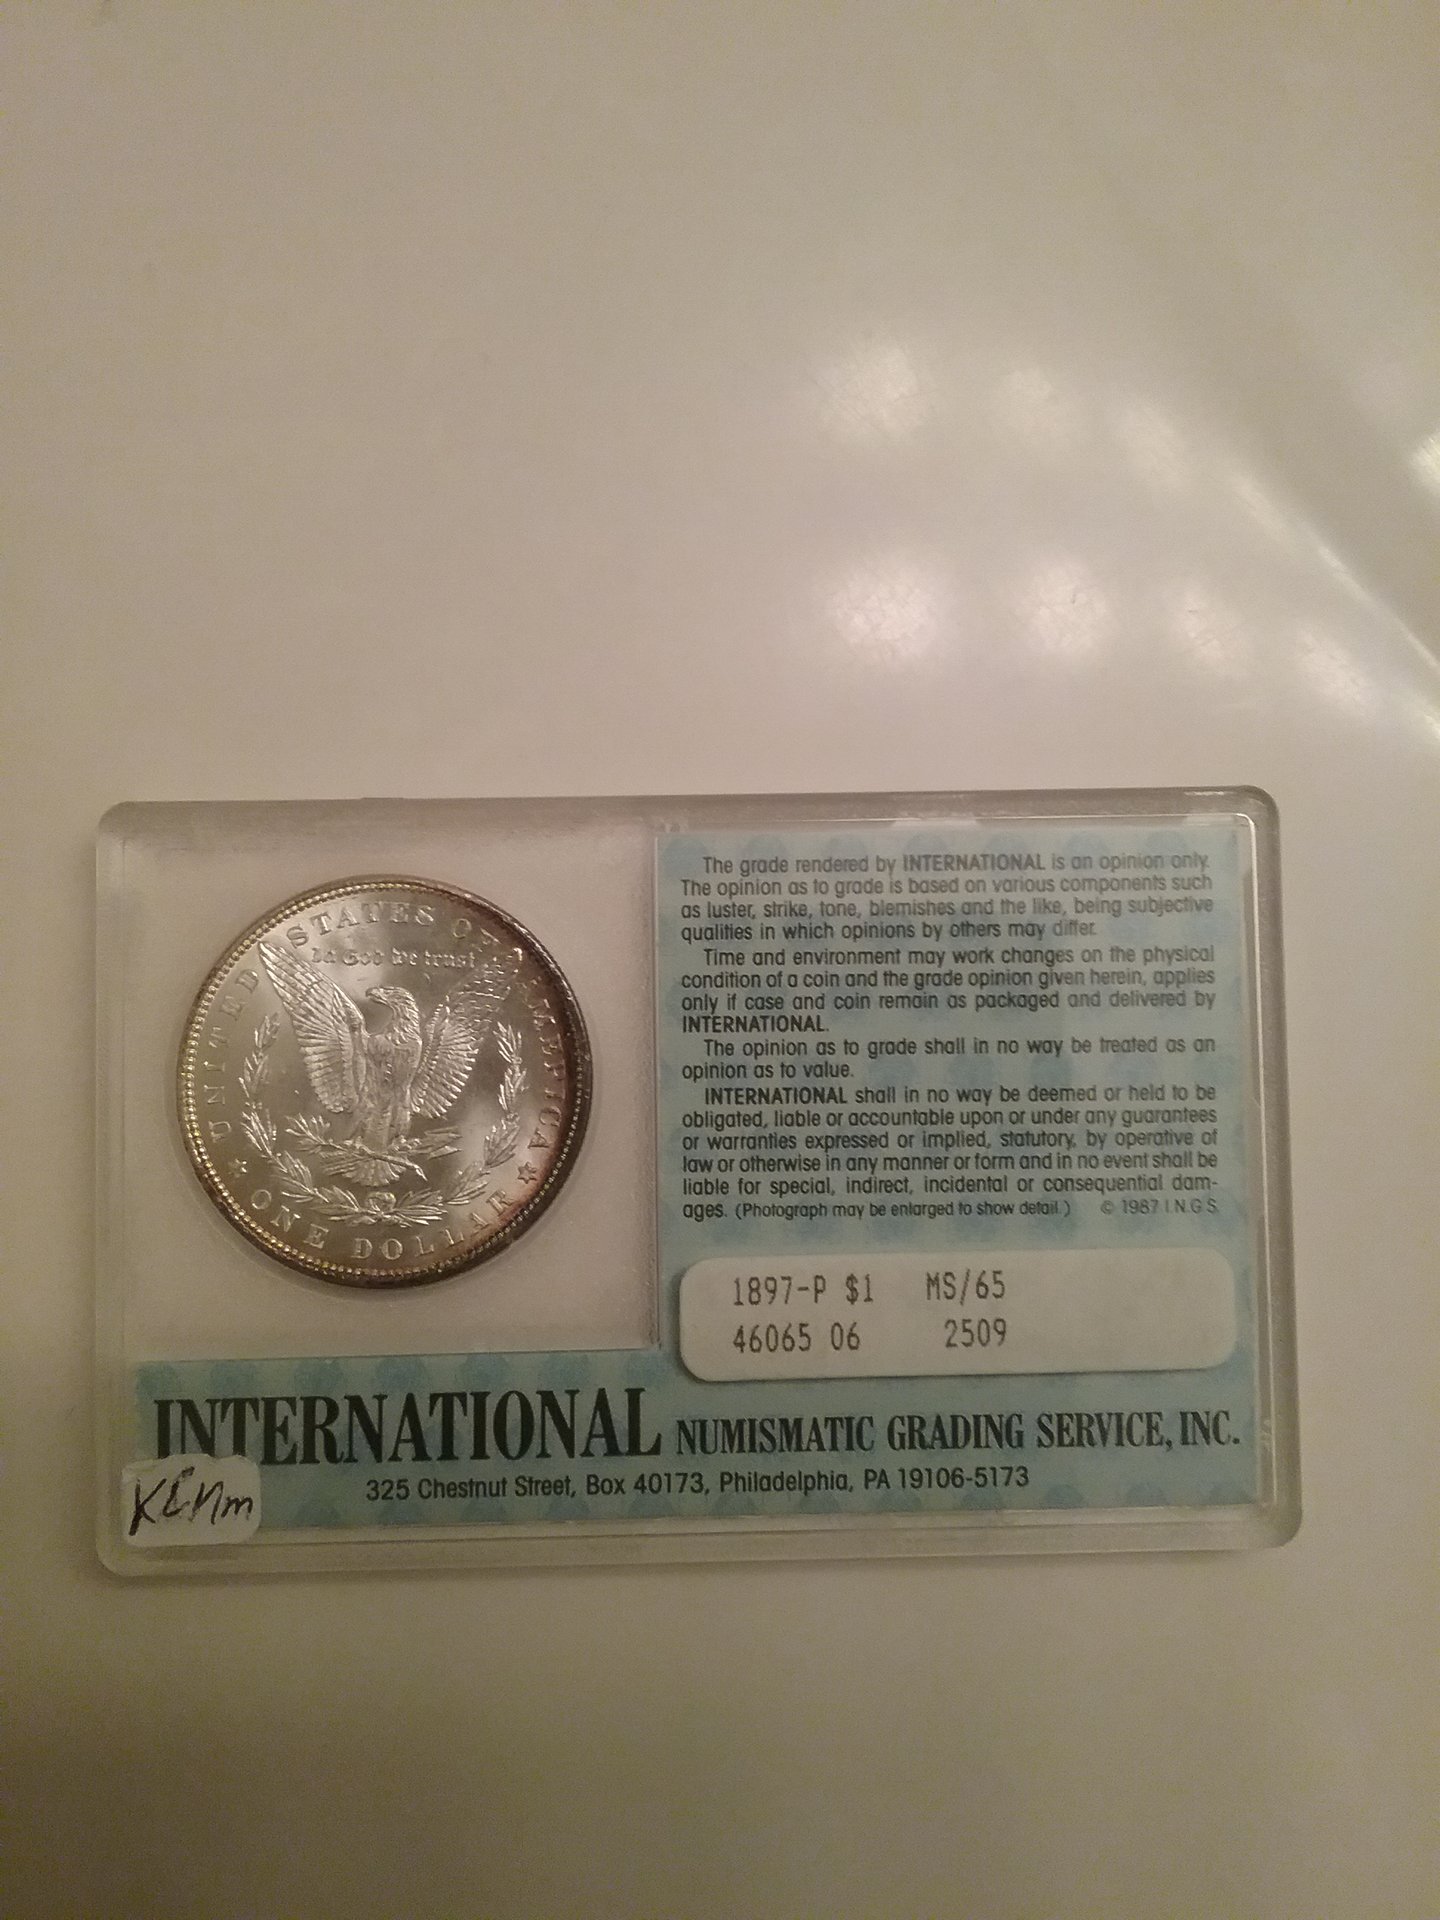 UNITED STATES OF AMERICA
In God we trust
ONE DOLLAR
The grade rendered by INTERNATIONAL is an opinion only.
The opinion as to grade is based on various components such
as luster, strike, tone, blemishes and the like, being subjective
qualities in which opinions by others may differ.
Time and environment may work changes on the physical
condition of a coin and the grade opinion given herein, applies
only if case and coin remain as packaged and delivered by
INTERNATIONAL.
The opinion as to grade shall in no way be treated as an
opinion as to value.
INTERNATIONAL shall in no way be deemed or held to be
obligated, liable or accountable upon or under any guarantees
or warranties expressed or implied, statutory, by operative of
law or otherwise in any manner or form and in no event shall be
liable for special, indirect, incidental or consequential dam-
ages. (Photograph may be enlarged to show detail.) © 1987 I.N.G.S.
1897-P $1 MS/65
46065 06 2509
INTERNATIONAL NUMISMATIC GRADING SERVICE, INC.
325 Chestnut Street, Box 40173, Philadelphia, PA 19106-5173